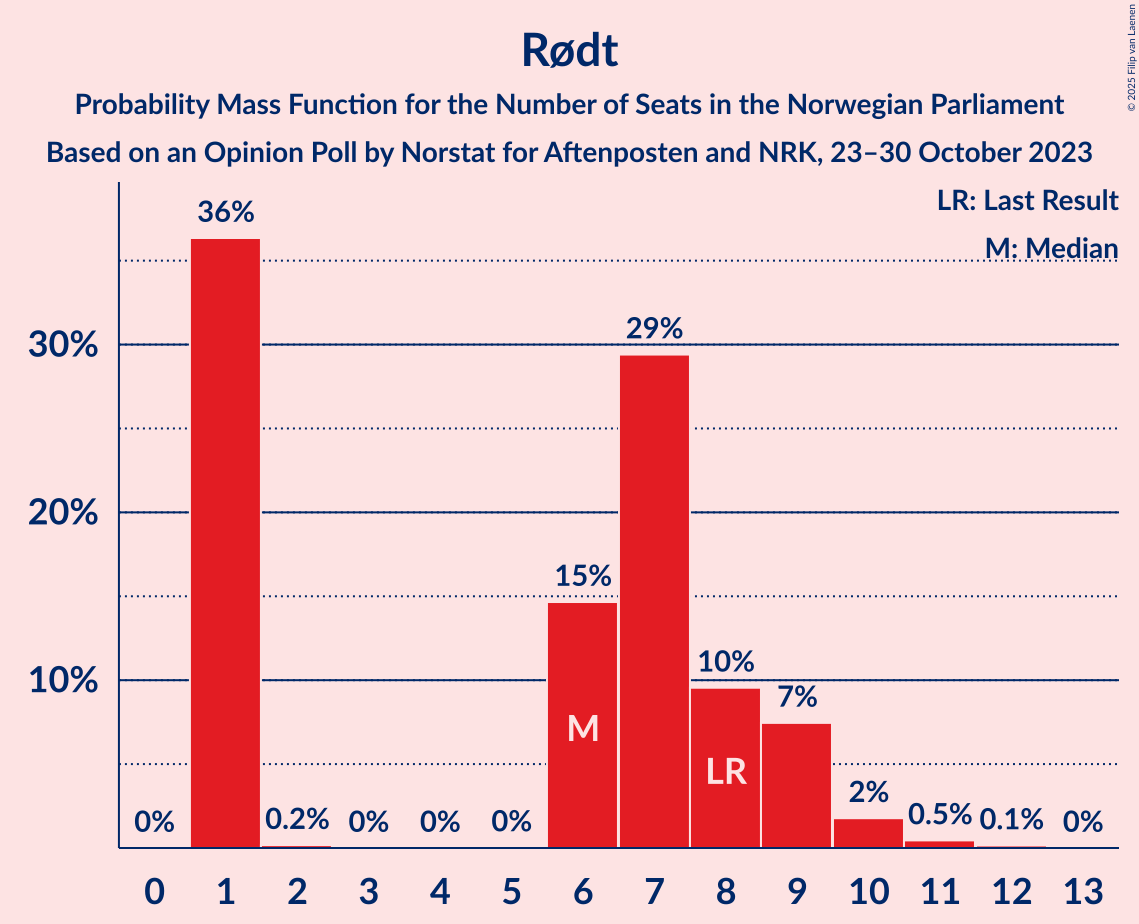 Rødt
Probability Mass Function for the Number of Seats in the Norwegian Parliament
Based on an Opinion Poll by Norstat for Aftenposten and NRK, 23–30 October 2023
© 2025 Filip van Laenen
LR: Last Result
M: Median
36%
29%
15%
10%
7%
2%
0%
0.2%
0%
0%
0%
0.5%
0.1%
0%
M
LR
30%
20%
10%
0 1 2 3 4 5 6 7 8 9 10 11 12 13